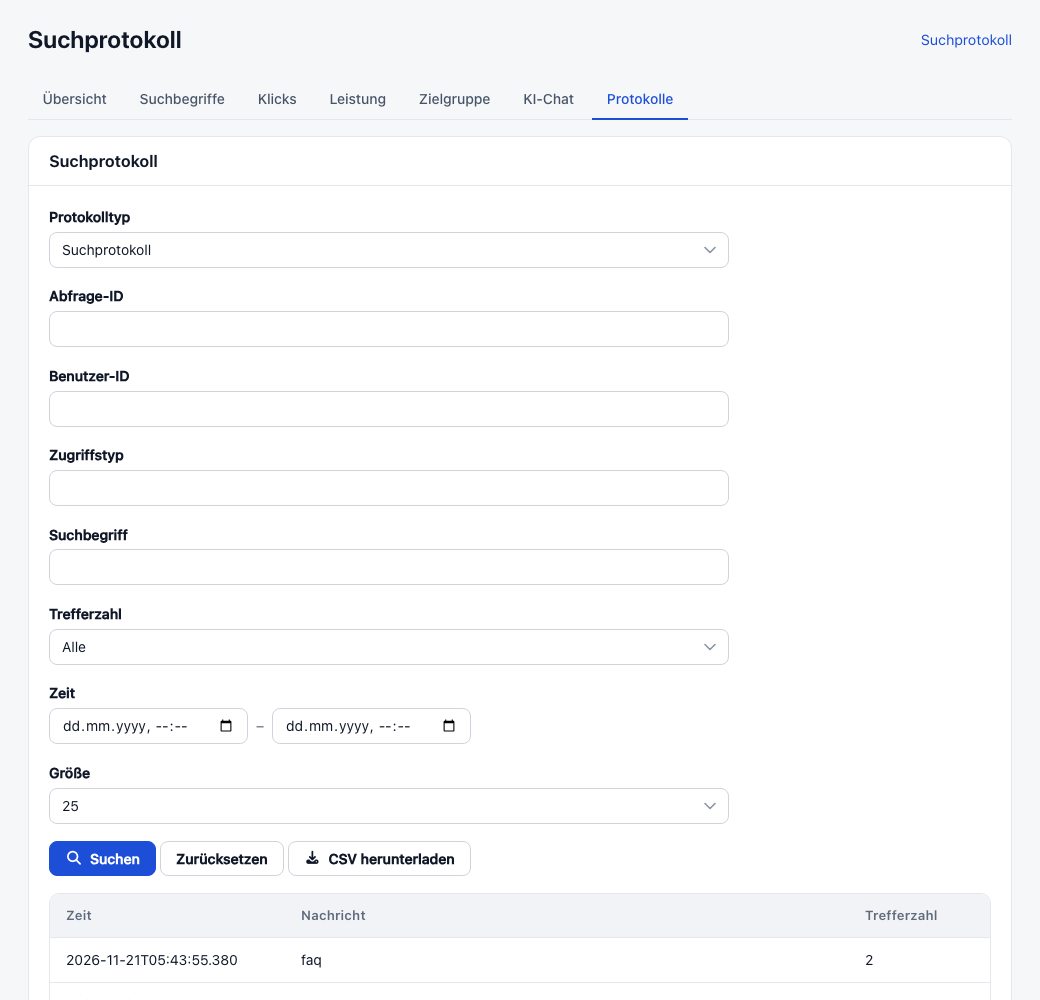 Suchprotokoll
Suchprotokoll
Übersicht Suchbegriffe Klicks Leistung Zielgruppe KI-Chat Protokolle
Suchprotokoll
Protokolltyp
Suchprotokoll
Abfrage-ID
Benutzer-ID
Zugriffstyp
Suchbegriff
Trefferzahl
Alle
Zeit
dd.mm.yyyy, --:-- – dd.mm.yyyy, --:--
Größe
25
Suchen Zurücksetzen CSV herunterladen
Zeit Nachricht Trefferzahl
2026-11-21T05:43:55.380 faq 2